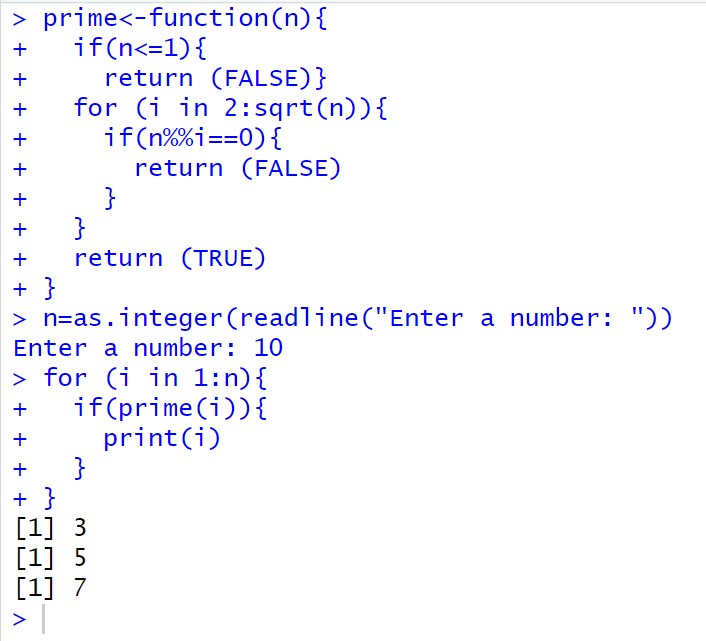 > prime<-function(n){
+   if(n<=1){
+     return (FALSE)}
+   for (i in 2:sqrt(n)){
+     if(n%%i==0){
+       return (FALSE)
+     }
+   }
+   return (TRUE)
+ }
> n=as.integer(readline("Enter a number: "))
Enter a number: 10
> for (i in 1:n){
+   if(prime(i)){
+     print(i)
+   }
+ }
[1] 3
[1] 5
[1] 7
>